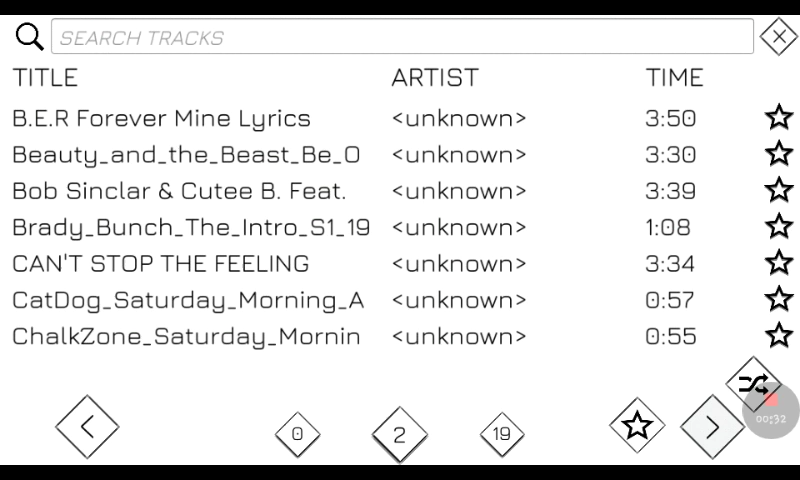 SEARCH TRACKS
TITLE ARTIST TIME
B.E.R Forever Mine Lyrics <unknown> 3:50
Beauty_and_the_Beast_Be_O <unknown> 3:30
Bob Sinclar & Cutee B. Feat. <unknown> 3:39
Brady_Bunch_The_Intro_S1_19 <unknown> 1:08
CAN'T STOP THE FEELING <unknown> 3:34
CatDog_Saturday_Morning_A <unknown> 0:57
ChalkZone_Saturday_Mornin <unknown> 0:55
0 2 19
00:32